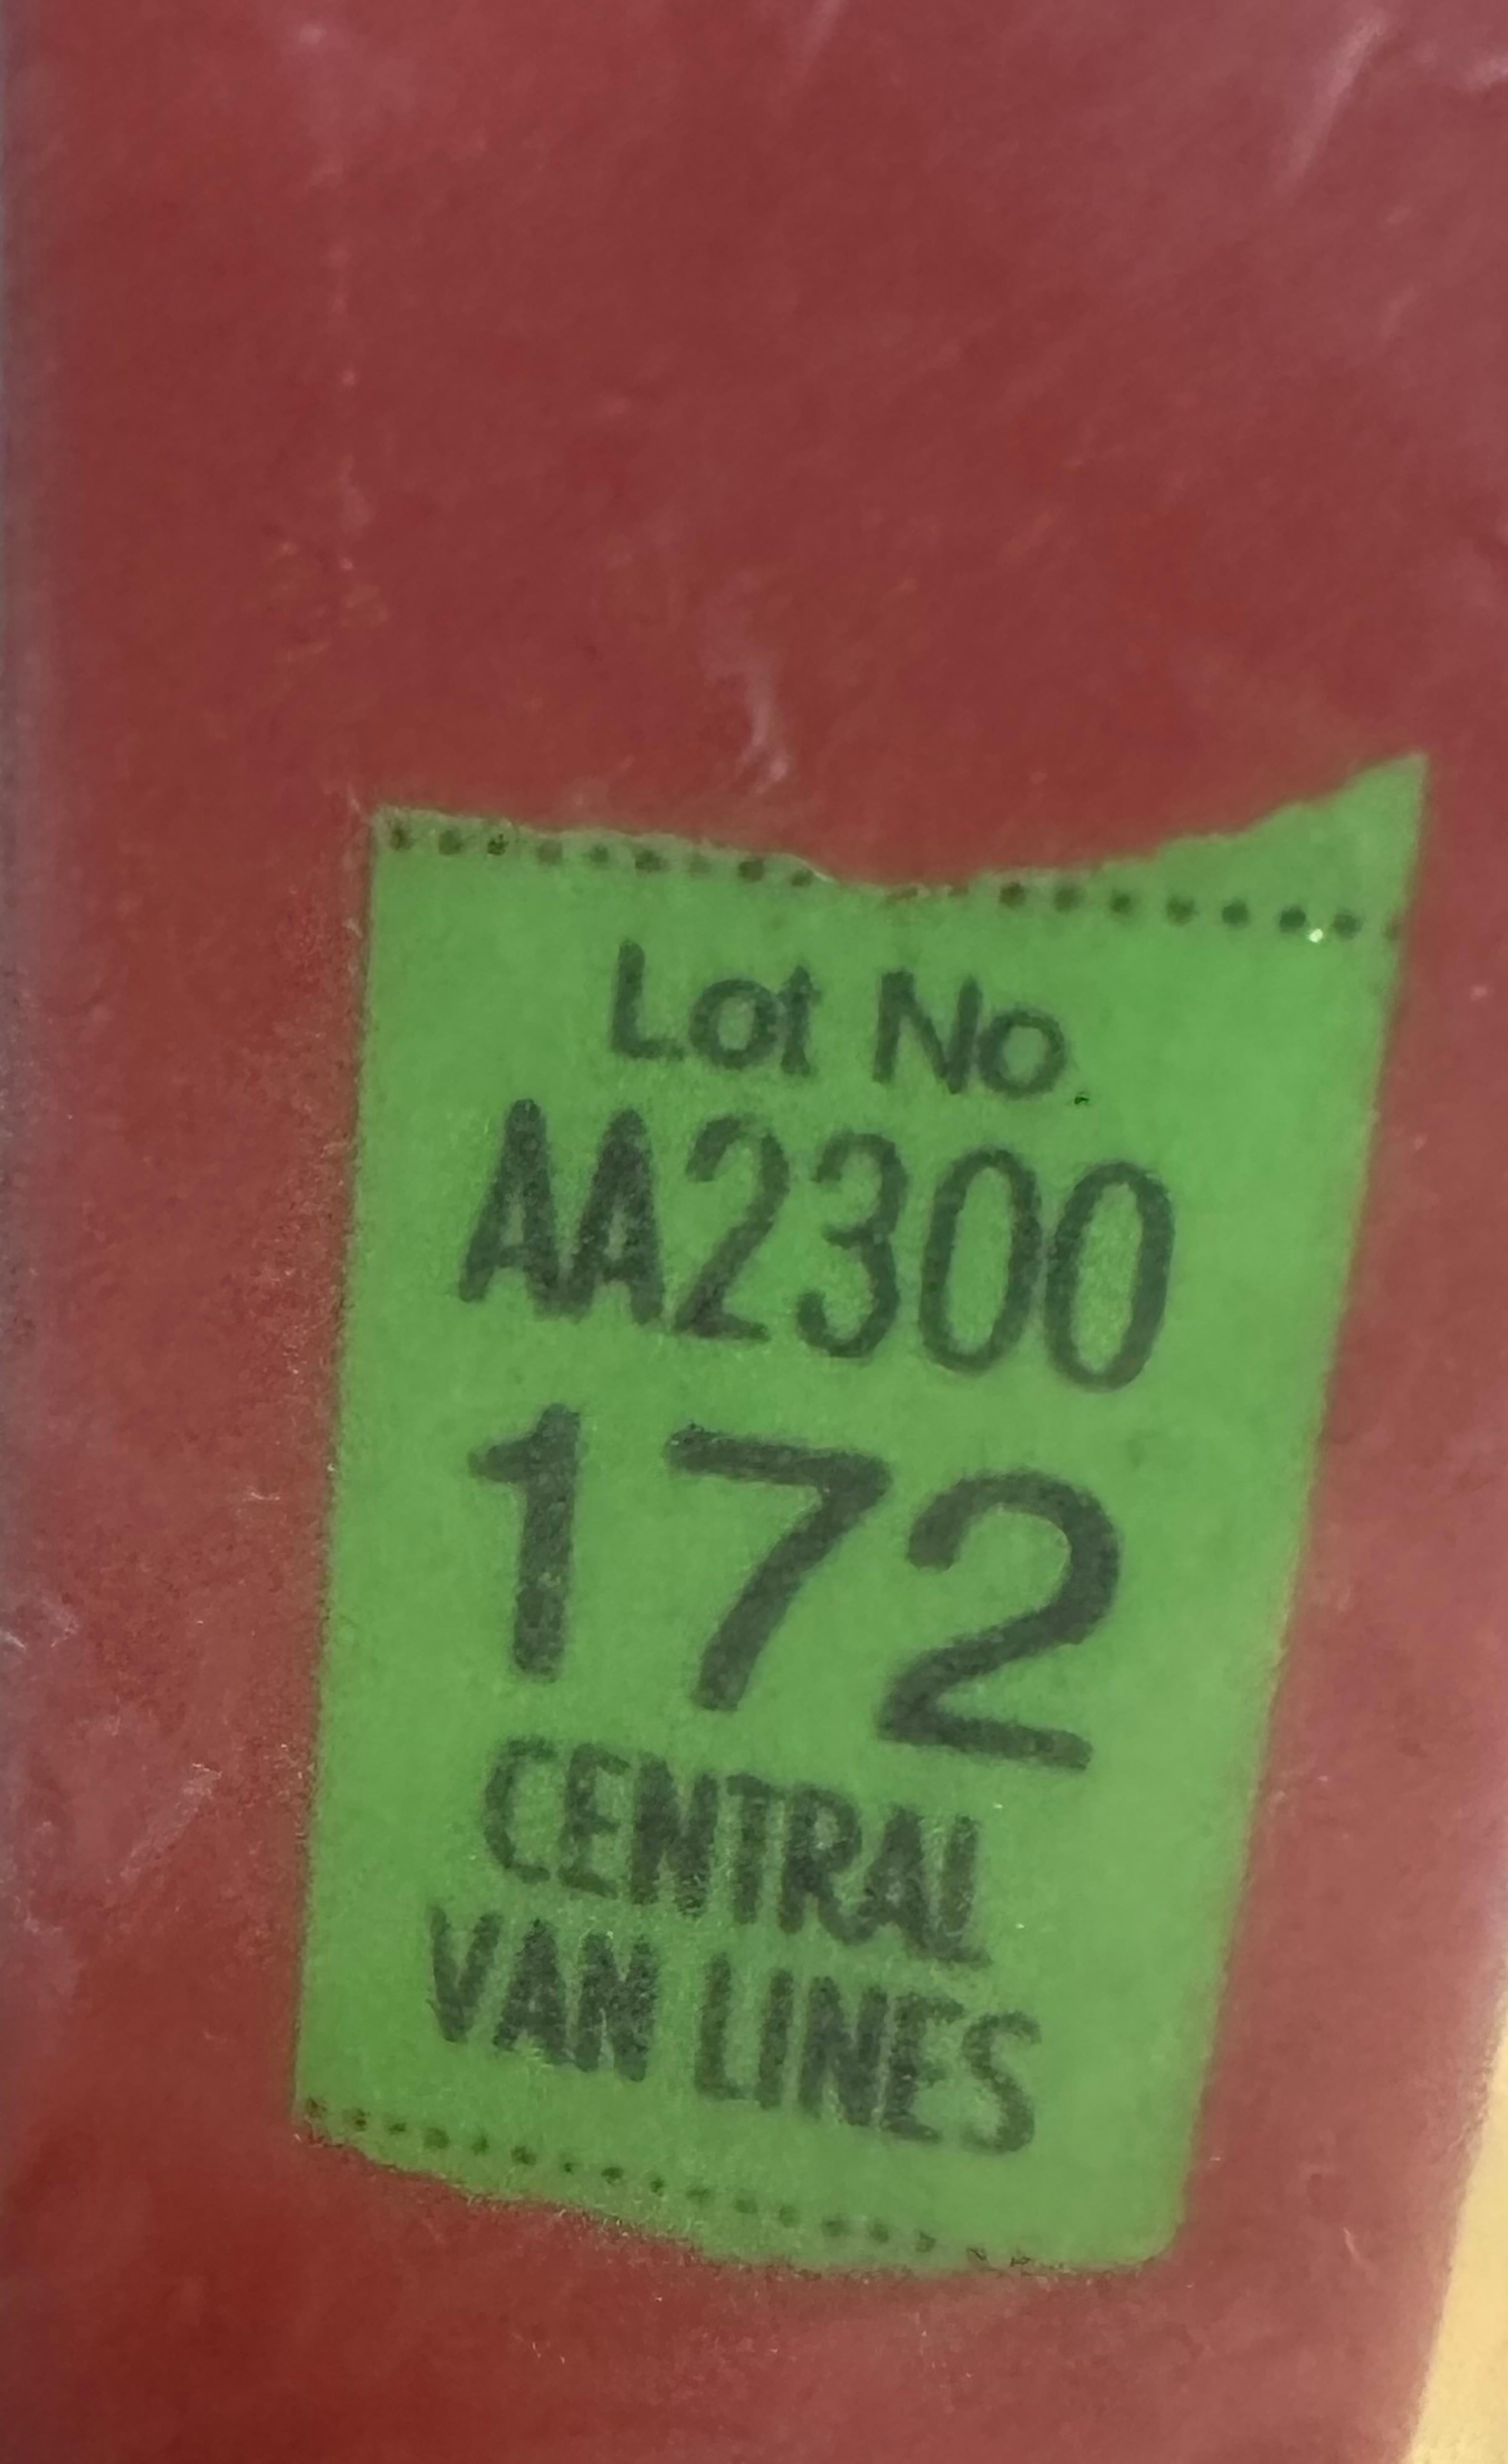 Lot No.
AA2300
172
CENTRAL
VAN LINES